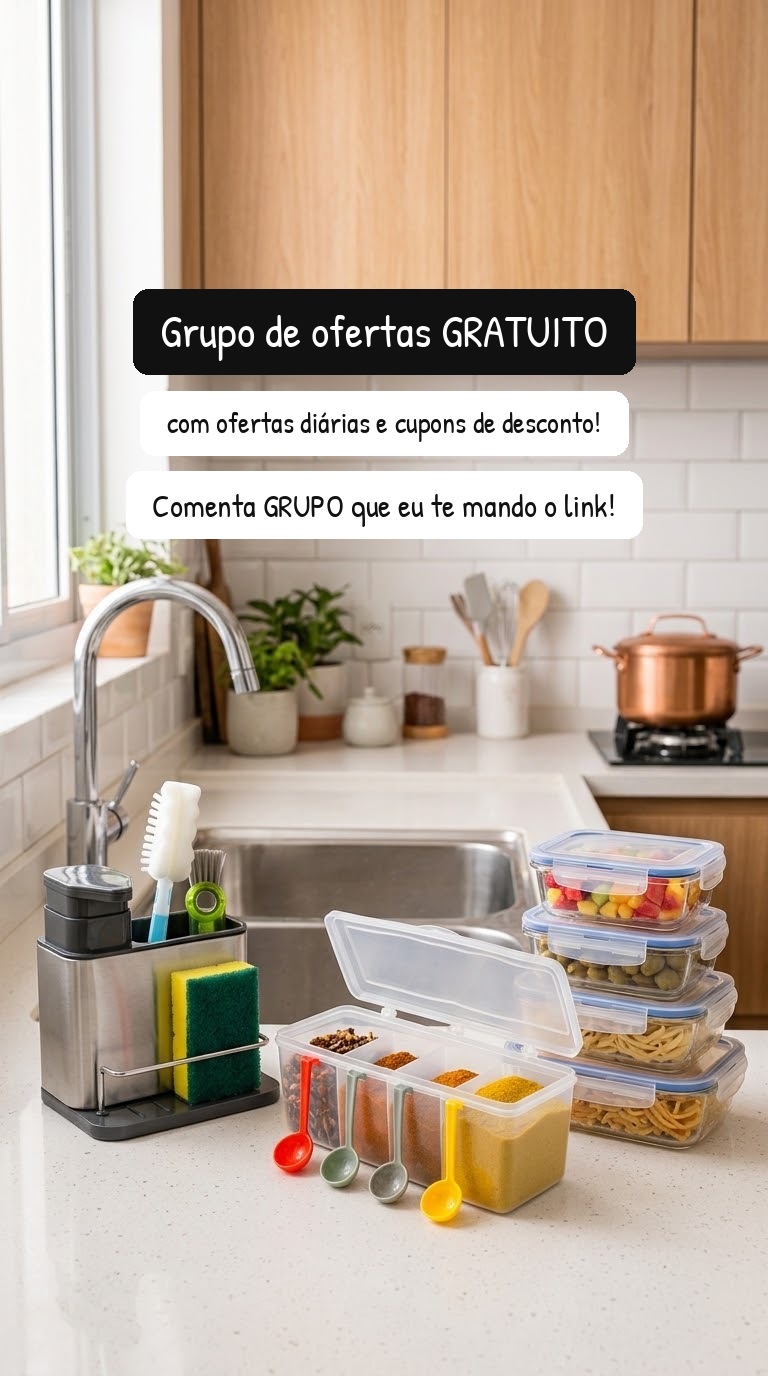 Grupo de ofertas GRATUITO
com ofertas diárias e cupons de desconto!
Comenta GRUPO que eu te mando o link!